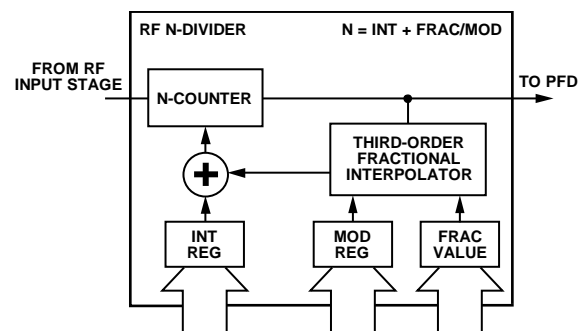 RF N-DIVIDER
N = INT + FRAC/MOD
FROM RF
INPUT STAGE
TO PFD
N-COUNTER
THIRD-ORDER
FRACTIONAL
INTERPOLATOR
+
INT
REG
MOD
REG
FRAC
VALUE